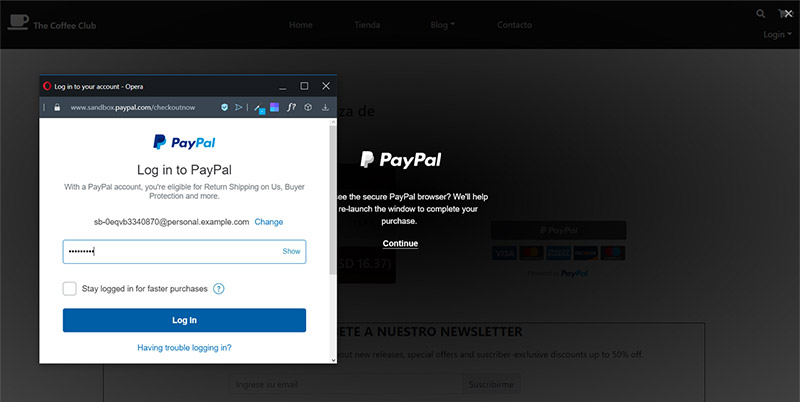 The Coffee Club
Home
Tienda
Blog
Contacto
Login
Log in to your account - Opera
www.sandbox.paypal.com/checkoutnow
PayPal
Log in to PayPal
With a PayPal account, you're eligible for Return Shipping on Us, Buyer
Protection and more.
sb-0eqvb3340870@personal.example.com Change
•••••••••
Show
Stay logged in for faster purchases
?
Log In
Having trouble logging in?
za de
PayPal
see the secure PayPal browser? We'll help
re-launch the window to complete your
purchase.
Continue
SD 16.37)
PayPal
VISA
DISCOVER
PayPal
ETE A NUESTRO NEWSLETTER
out new releases, special offers and suscriber-exclusive discounts up to 50% off
Ingrese su email
Suscribirme